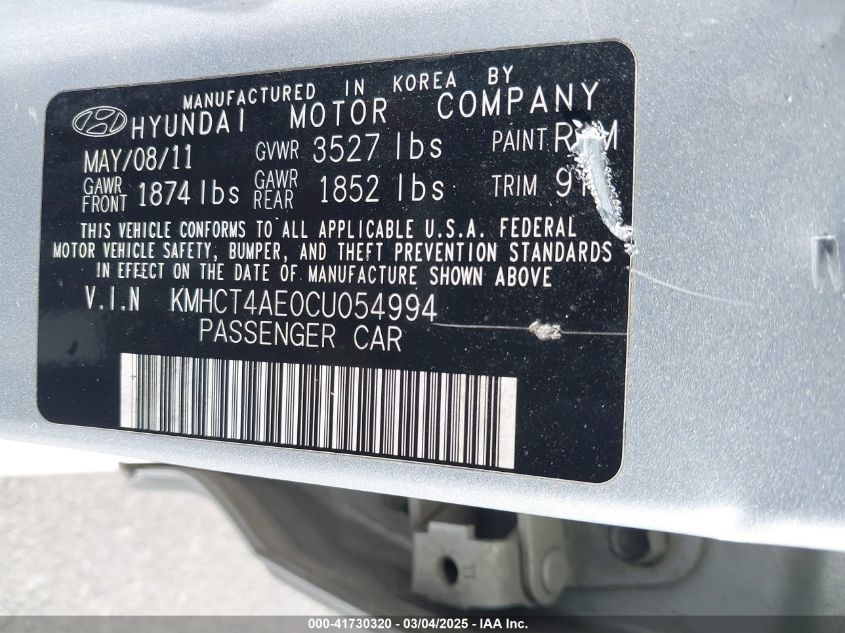 MANUFACTURED IN KOREA BY
HYUNDAI MOTOR COMPANY
MAY/08/11 GVWR 3527 lbs PAINT
GAWR FRONT 1874 lbs GAWR REAR 1852 lbs TRIM
THIS VEHICLE CONFORMS TO ALL APPLICABLE U.S.A. FEDERAL
MOTOR VEHICLE SAFETY, BUMPER, AND THEFT PREVENTION STANDARDS
IN EFFECT ON THE DATE OF MANUFACTURE SHOWN ABOVE
V.I.N KMHCT4AE0CU054994
PASSENGER CAR
000-41730320 - 03/04/2025 - IAA Inc.